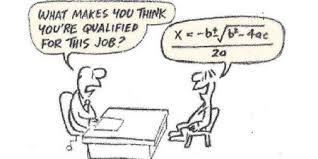 WHAT MAKES YOU THINK
YOU'RE QUALIFIED
FOR THIS JOB?
X = -b±√b²-4ac
2a